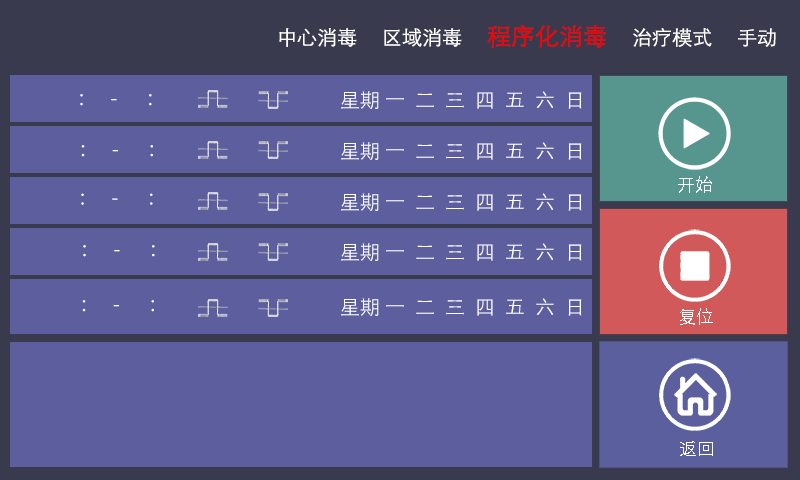 中心消毒 区域消毒 程序化消毒 治疗模式 手动
: - : 星期 一 二 三 四 五 六 日
: - : 星期 一 二 三 四 五 六 日
: - : 星期 一 二 三 四 五 六 日
: - : 星期 一 二 三 四 五 六 日
: - : 星期 一 二 三 四 五 六 日
开始
复位
返回